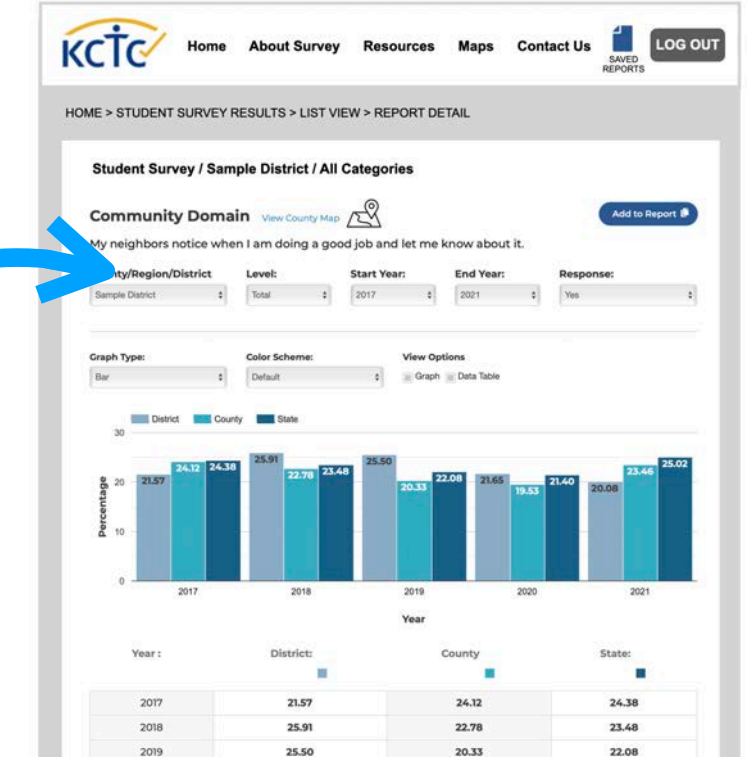 KCTC Home About Survey Resources Maps Contact Us SAVED REPORTS LOG OUT
HOME > STUDENT SURVEY RESULTS > LIST VIEW > REPORT DETAIL
Student Survey / Sample District / All Categories
Community Domain View County Map Add to Report
My neighbors notice when I am doing a good job and let me know about it.
ty/Region/District Level: Start Year: End Year: Response:
Sample District Total 2017 2021 Yes
Graph Type: Color Scheme: View Options
Bar Default Graph Data Table
District County State
30
20
10
0
Percentage
21.57 24.12 24.38
25.91 22.78 23.48
25.50 20.33 22.08
21.65 19.53 21.40
20.08 23.46 25.02
2017 2018 2019 2020 2021
Year
Year : District: County State:
2017 21.57 24.12 24.38
2018 25.91 22.78 23.48
2019 25.50 20.33 22.08